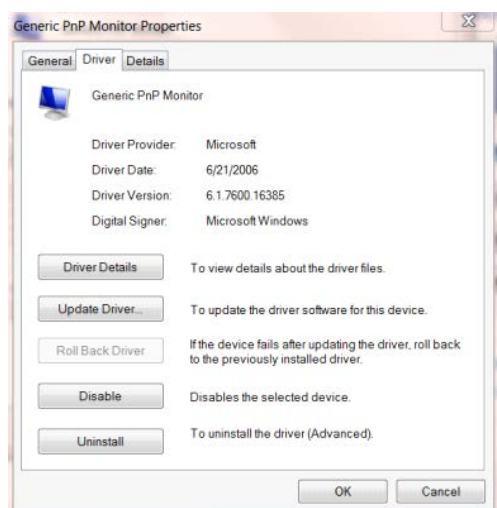 Generic PnP Monitor Properties
General Driver Details
Generic PnP Monitor
Driver Provider: Microsoft
Driver Date: 6/21/2006
Driver Version: 6.1.7600.16385
Digital Signer: Microsoft Windows
Driver Details To view details about the driver files.
Update Driver... To update the driver software for this device.
Roll Back Driver If the device fails after updating the driver, roll back
to the previously installed driver.
Disable Disables the selected device.
Uninstall To uninstall the driver (Advanced).
OK Cancel